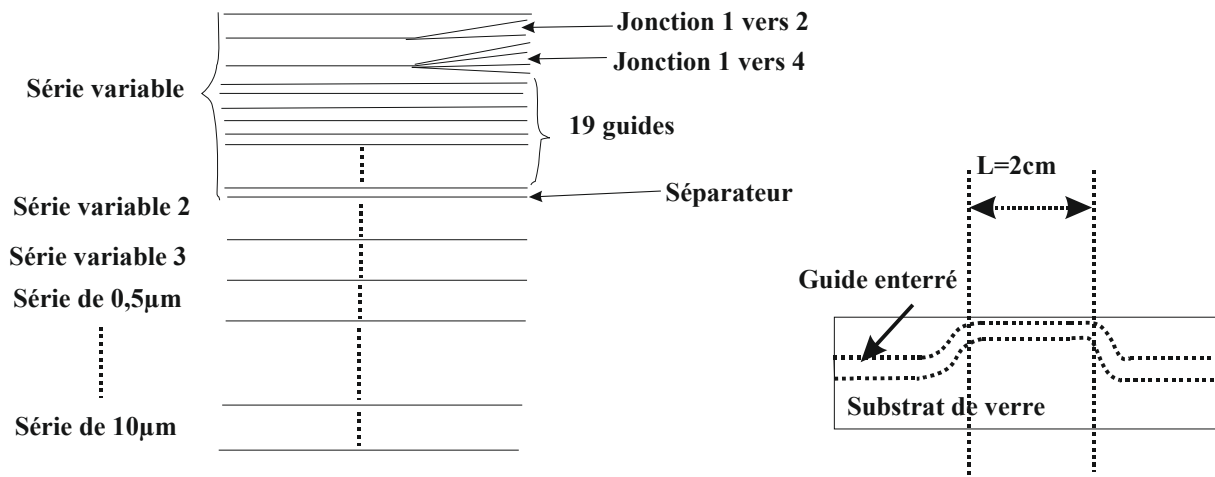 Jonction 1 vers 2
Jonction 1 vers 4
Série variable
19 guides
Séparateur
Série variable 2
Série variable 3
Série de 0,5µm
Série de 10µm
L=2cm
Guide enterré
Substrat de verre